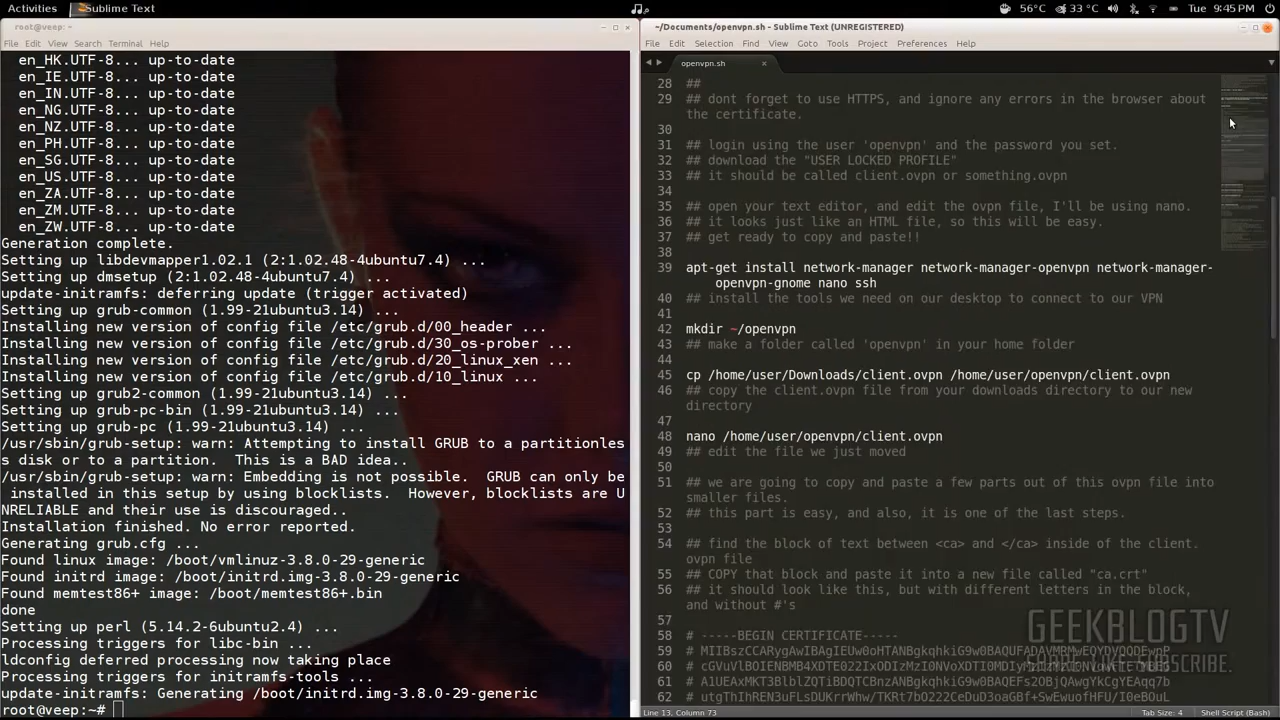 Activities Sublime Text 56°C 33 °C Tue 9:45 PM
root@veep: ~
File Edit View Search Terminal Help
en_HK.UTF-8... up-to-date
en_IE.UTF-8... up-to-date
en_IN.UTF-8... up-to-date
en_NG.UTF-8... up-to-date
en_NZ.UTF-8... up-to-date
en_PH.UTF-8... up-to-date
en_SG.UTF-8... up-to-date
en_US.UTF-8... up-to-date
en_ZA.UTF-8... up-to-date
en_ZM.UTF-8... up-to-date
en_ZW.UTF-8... up-to-date
Generation complete.
Setting up libdevmapper1.02.1 (2:1.02.48-4ubuntu7.4) ...
Setting up dmsetup (2:1.02.48-4ubuntu7.4) ...
update-initramfs: deferring update (trigger activated)
Setting up grub-common (1.99-21ubuntu3.14) ...
Installing new version of config file /etc/grub.d/00_header ...
Installing new version of config file /etc/grub.d/30_os-prober ...
Installing new version of config file /etc/grub.d/20_linux_xen ...
Installing new version of config file /etc/grub.d/10_linux ...
Setting up grub2-common (1.99-21ubuntu3.14) ...
Setting up grub-pc-bin (1.99-21ubuntu3.14) ...
Setting up grub-pc (1.99-21ubuntu3.14) ...
/usr/sbin/grub-setup: warn: Attempting to install GRUB to a partitionles
s disk or to a partition.  This is a BAD idea..
/usr/sbin/grub-setup: warn: Embedding is not possible.  GRUB can only be
installed in this setup by using blocklists.  However, blocklists are U
NRELIABLE and their use is discouraged..
Installation finished. No error reported.
Generating grub.cfg ...
Found linux image: /boot/vmlinuz-3.8.0-29-generic
Found initrd image: /boot/initrd.img-3.8.0-29-generic
Found memtest86+ image: /boot/memtest86+.bin
done
Setting up perl (5.14.2-6ubuntu2.4) ...
Processing triggers for libc-bin ...
ldconfig deferred processing now taking place
Processing triggers for initramfs-tools ...
update-initramfs: Generating /boot/initrd.img-3.8.0-29-generic
root@veep:~#
~/Documents/openvpn.sh - Sublime Text (UNREGISTERED)
File Edit Selection Find View Goto Tools Project Preferences Help
openvpn.sh
28 ##
29 ## dont forget to use HTTPS, and ignore any errors in the browser about
the certificate.
30
31 ## login using the user 'openvpn' and the password you set.
32 ## download the "USER LOCKED PROFILE"
33 ## it should be called client.ovpn or something.ovpn
34
35 ## open your text editor, and edit the ovpn file, I'll be using nano.
36 ## it looks just like an HTML file, so this will be easy.
37 ## get ready to copy and paste!!
38
39 apt-get install network-manager network-manager-openvpn network-manager-
openvpn-gnome nano ssh
40 ## install the tools we need on our desktop to connect to our VPN
41
42 mkdir ~/openvpn
43 ## make a folder called 'openvpn' in your home folder
44
45 cp /home/user/Downloads/client.ovpn /home/user/openvpn/client.ovpn
46 ## copy the client.ovpn file from your downloads directory to our new
directory
47
48 nano /home/user/openvpn/client.ovpn
49 ## edit the file we just moved
50
51 ## we are going to copy and paste a few parts out of this ovpn file into
smaller files.
52 ## this part is easy, and also, it is one of the last steps.
53
54 ## find the block of text between <ca> and </ca> inside of the client.
ovpn file
55 ## COPY that block and paste it into a new file called "ca.crt"
56 ## it should look like this, but with different letters in the block,
and without #'s
57
58 # -----BEGIN CERTIFICATE-----
59 #
60 #
61 #
62 #
GEEKBLOGTV
SUBSCRIBE.
Line 13, Column 73 Tab Size: 4 Shell Script (Bash)